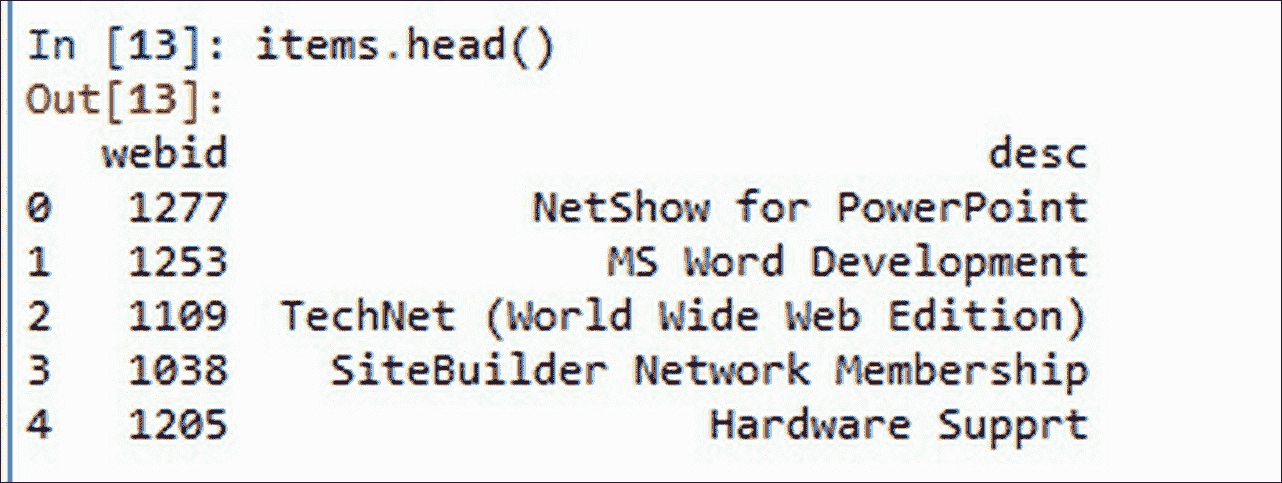 In [13]: items.head()
Out[13]:
webid desc
0 1277 NetShow for PowerPoint
1 1253 MS Word Development
2 1109 TechNet (World Wide Web Edition)
3 1038 SiteBuilder Network Membership
4 1205 Hardware Supprt